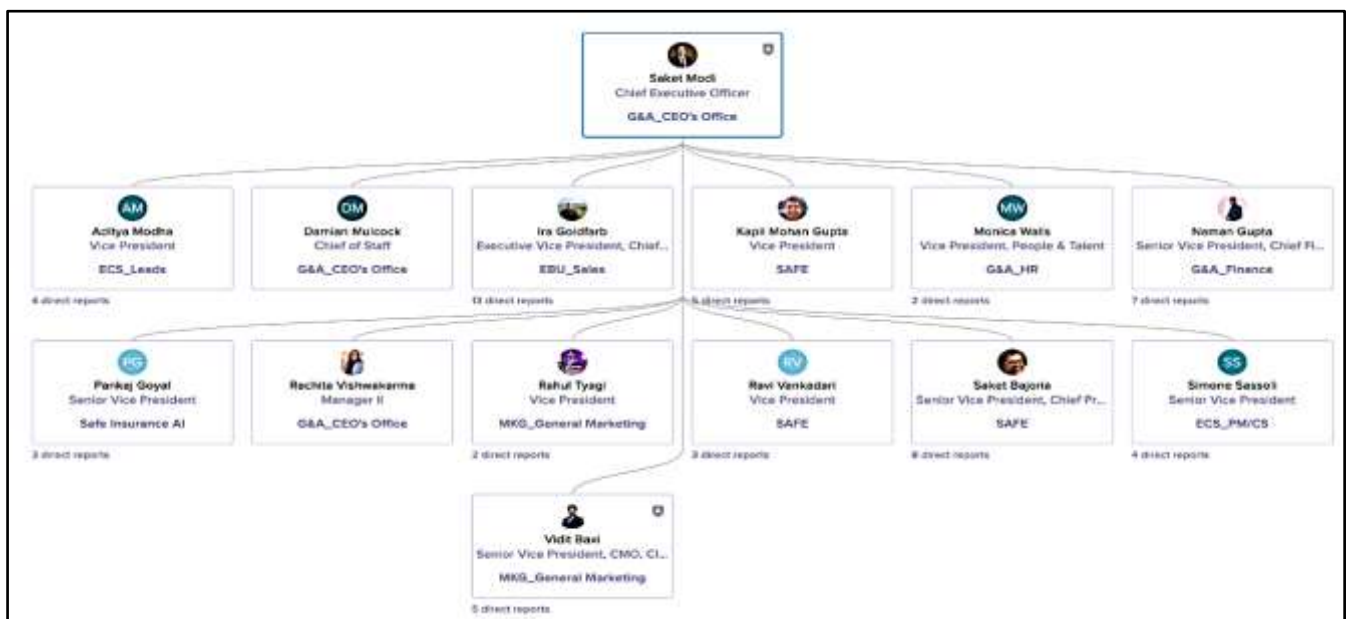 Saket Modi
Chief Executive Officer
G&A_CEO's Office
AM
DM
MW
Aditya Modha
Damian Mulcock
Ira Goldfarb
Kapil Mohan Gupta
Monica Walls
Naman Gupta
Vice President
Chief of Staff
Executive Vice President, Chief...
Vice President
Vice President, People & Talent
Senior Vice President, Chief Fi...
ECS_Leads
G&A_CEO's Office
EBU_Sales
SAFE
G&A_HR
G&A_Finance
13 direct reports
5 direct reports
2 direct reports
7 direct reports
PG
RV
SS
Pankaj Goyal
Rachita Vishwakarma
Rahul Tyagi
Ravi Vankadari
Saket Bajoria
Simone Sassoli
Senior Vice President
Manager II
Vice President
Vice President
Senior Vice President, Chief Pr...
Senior Vice President
Safe Insurance AI
G&A_CEO's Office
MKG_General Marketing
SAFE
SAFE
ECS_PM/CS
3 direct reports
2 direct reports
3 direct reports
8 direct reports
4 direct reports
Vidit Baxi
Senior Vice President, CMO, CI...
MKG_General Marketing
5 direct reports